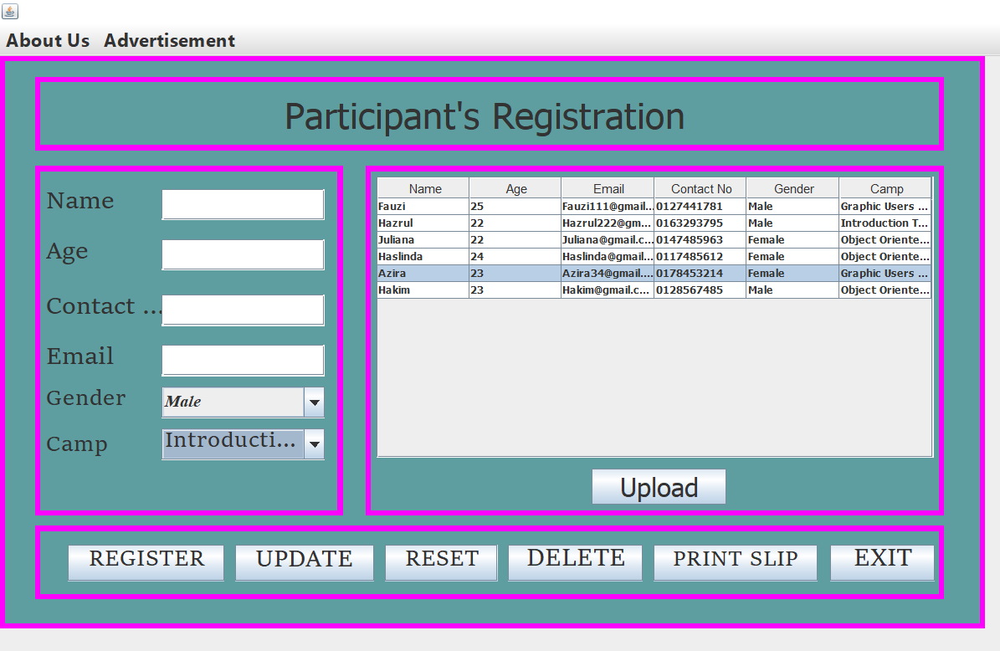 About Us Advertisement
Participant's Registration
Name
Age
Contact ...
Email
Gender Male
Camp Introducti...
Name Age Email Contact No Gender Camp
Fauzi 25 Fauzi111@gmail... 0127441781 Male Graphic Users ...
Hazrul 22 Hazrul222@gm... 0163293795 Male Introduction T...
Juliana 22 Juliana@gmail.c... 0147485963 Female Object Oriente...
Haslinda 24 Haslinda@gmail... 0117485612 Female Object Oriente...
Azira 23 Azira34@gmail.... 0178453214 Female Graphic Users ...
Hakim 23 Hakim@gmail.c... 0128567485 Male Object Oriente...
Upload
REGISTER UPDATE RESET DELETE PRINT SLIP EXIT